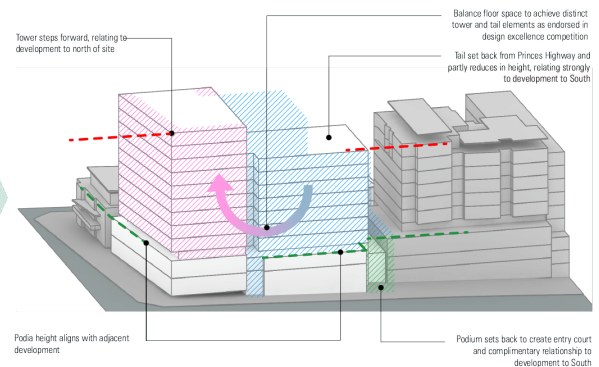 Tower steps forward, relating to
development to north of site
Balance floor space to achieve distinct
tower and tail elements as endorsed in
design excellence competition
Tail set back from Princes Highway and
partly reduces in height, relating strongly
to development to South
Podia height aligns with adjacent
development
Podium sets back to create entry court
and complimentary relationship to
development to South